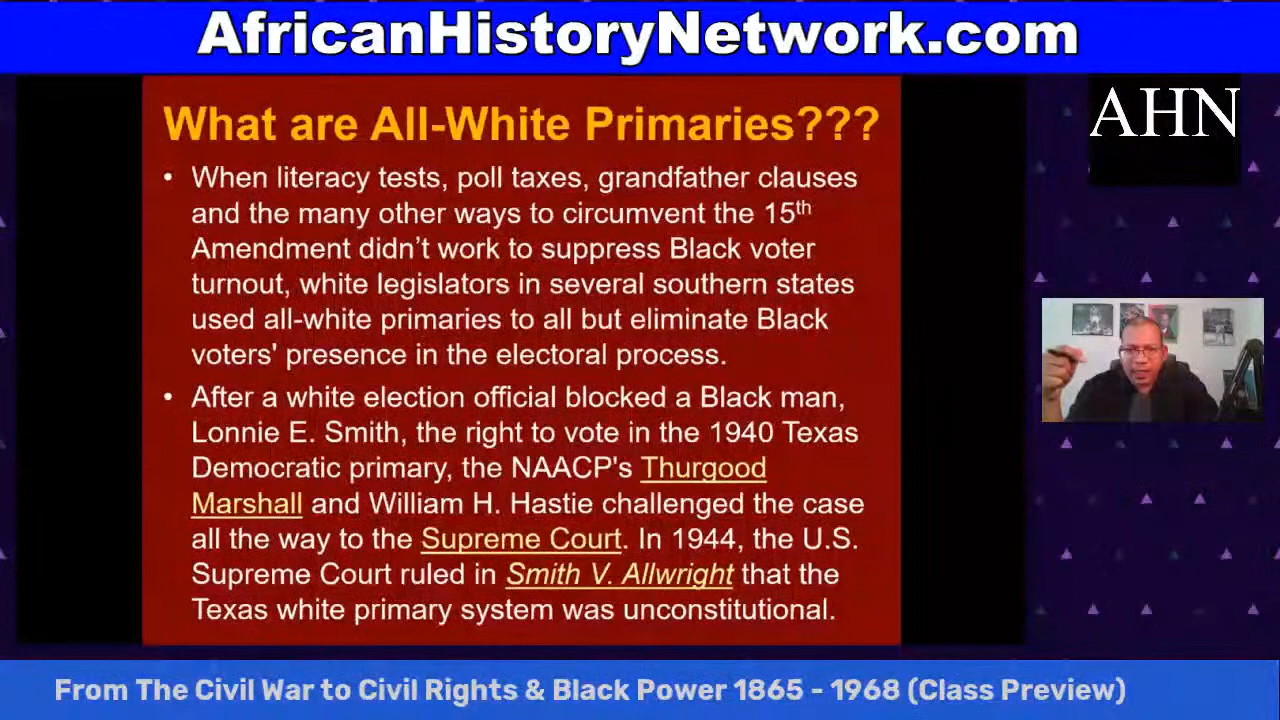 AfricanHistoryNetwork.com
AHN
What are All-White Primaries???
• When literacy tests, poll taxes, grandfather clauses
and the many other ways to circumvent the 15th
Amendment didn’t work to suppress Black voter
turnout, white legislators in several southern states
used all-white primaries to all but eliminate Black
voters' presence in the electoral process.
• After a white election official blocked a Black man,
Lonnie E. Smith, the right to vote in the 1940 Texas
Democratic primary, the NAACP's Thurgood
Marshall and William H. Hastie challenged the case
all the way to the Supreme Court. In 1944, the U.S.
Supreme Court ruled in Smith V. Allwright that the
Texas white primary system was unconstitutional.
From The Civil War to Civil Rights & Black Power 1865 - 1968 (Class Preview)